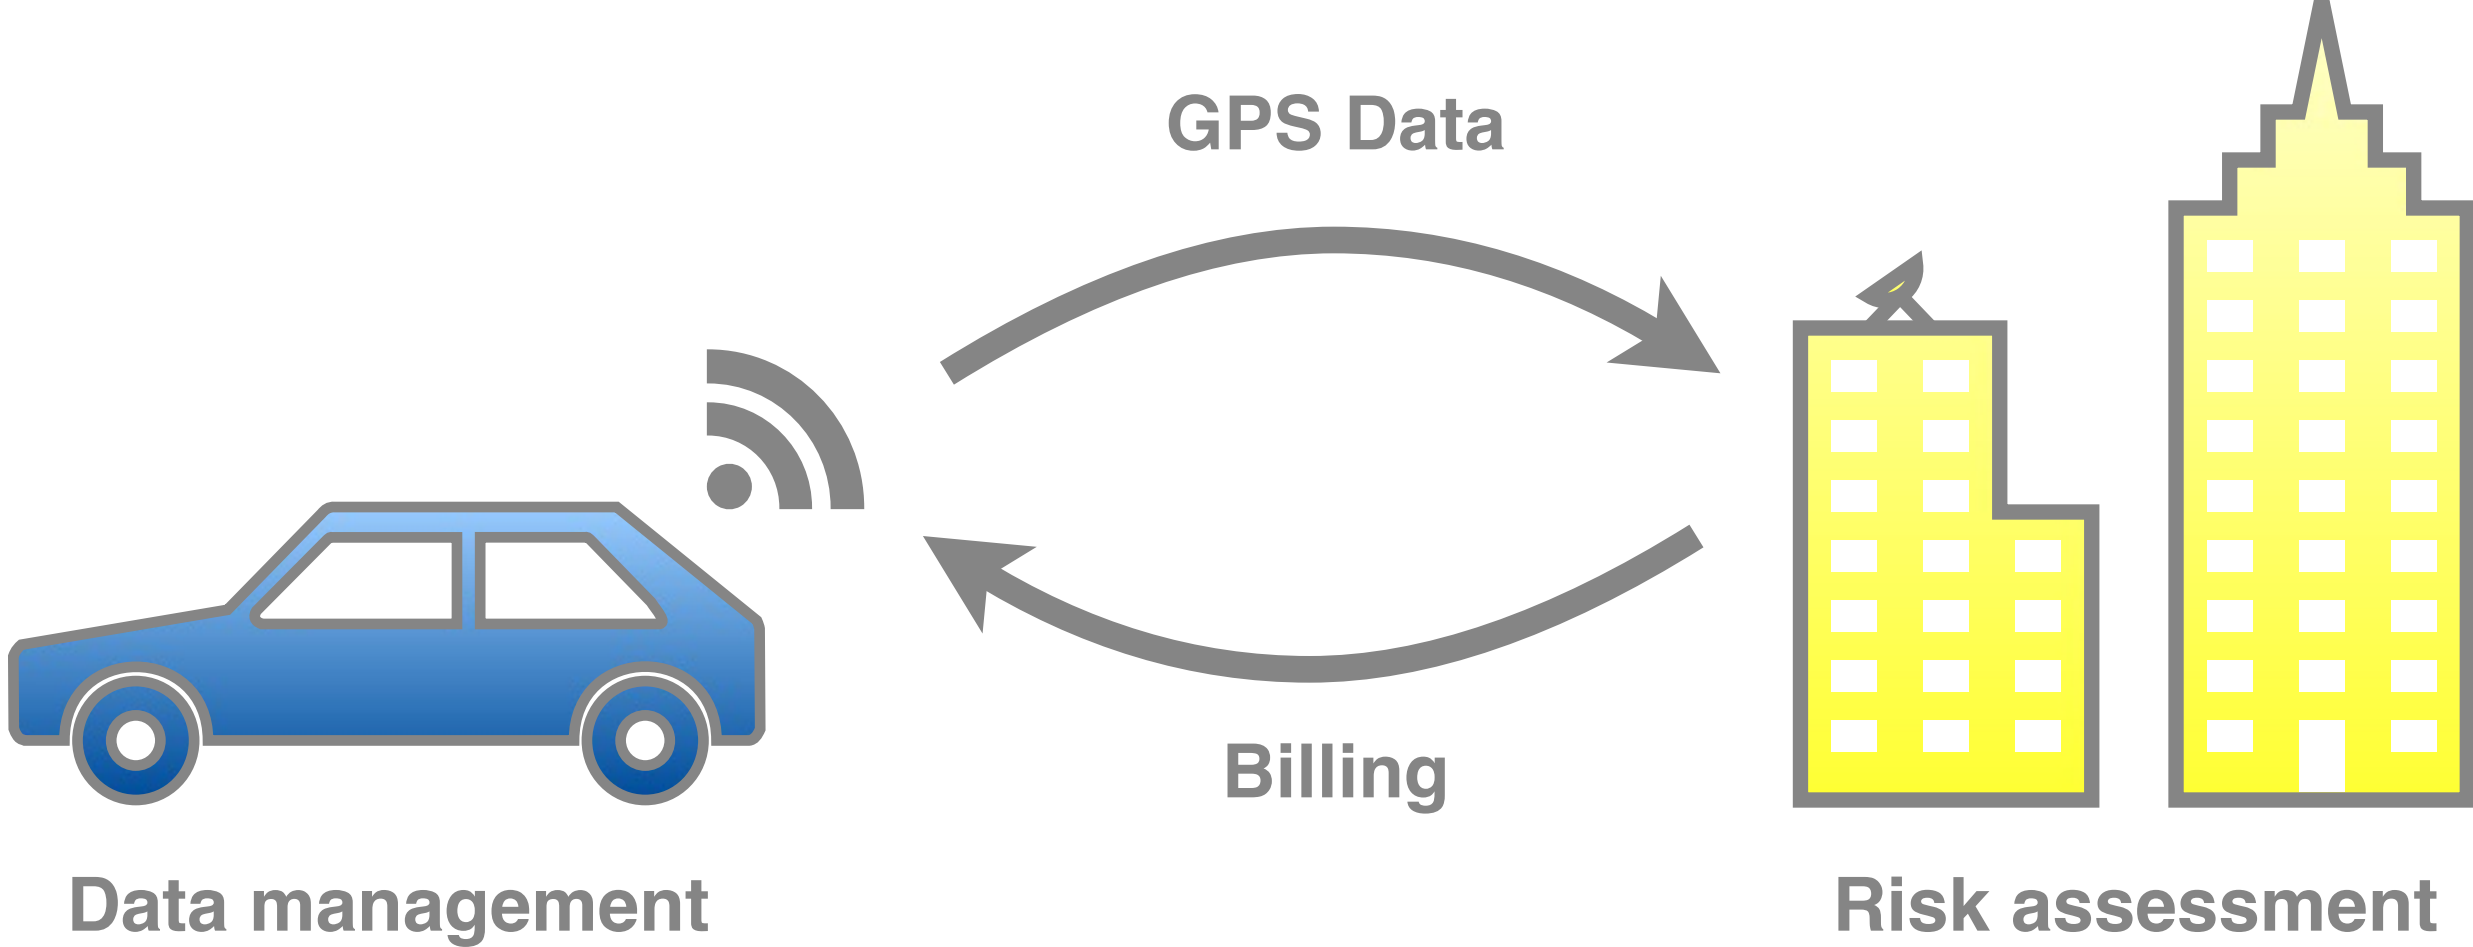 GPS Data
Billing
Data management
Risk assessment